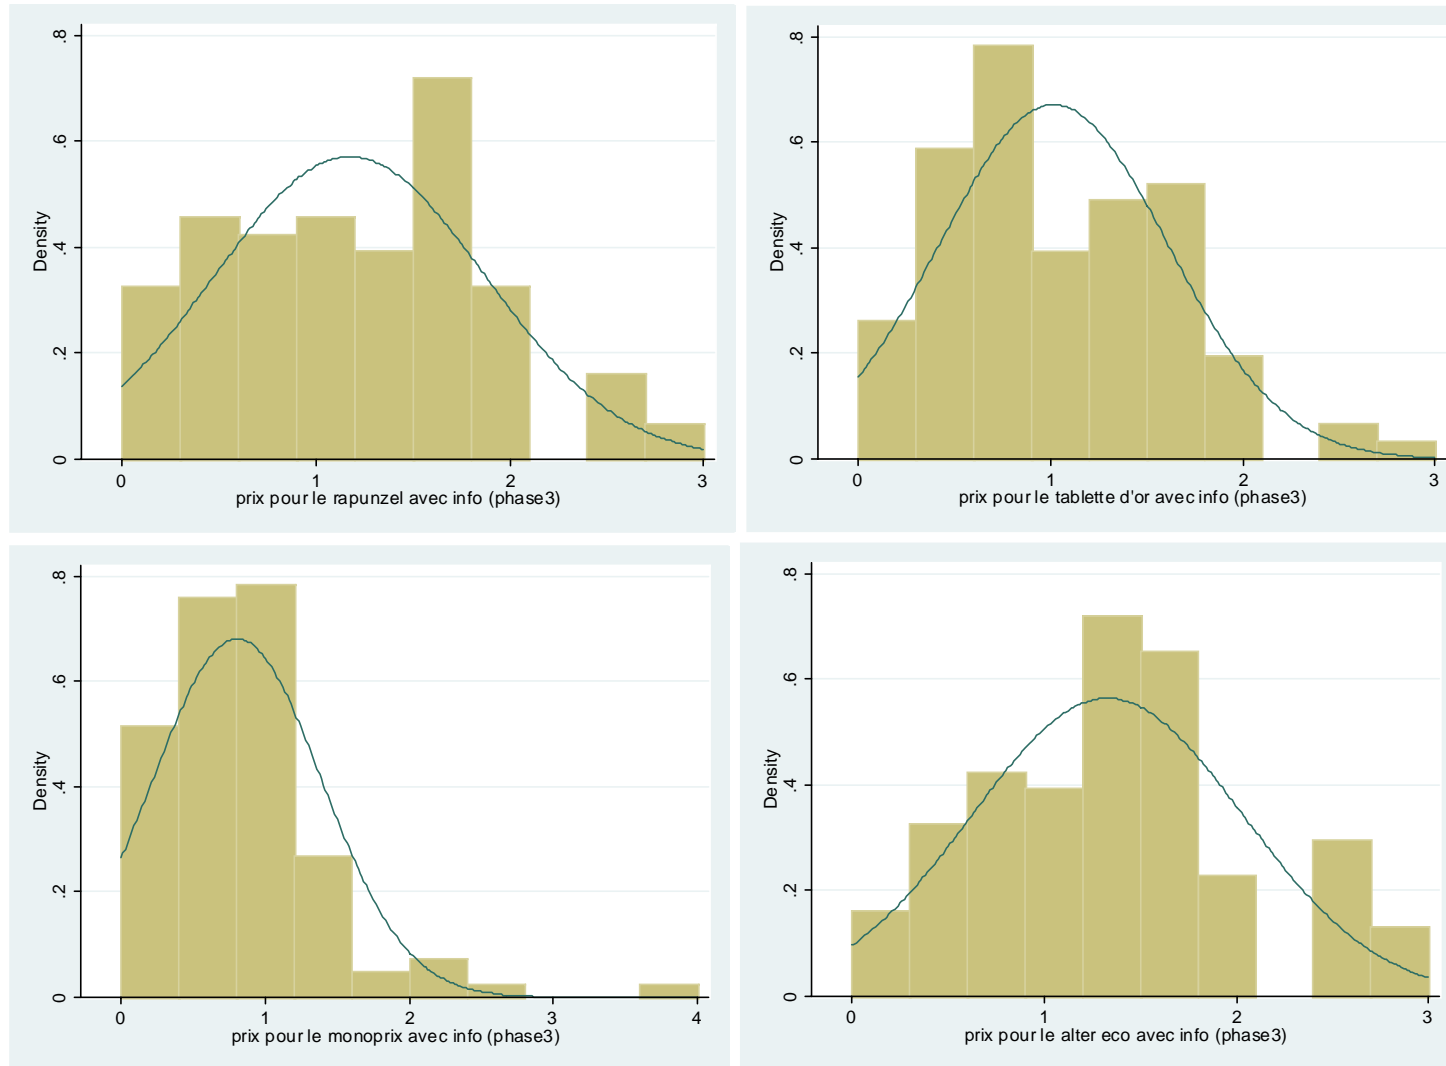 Density
0
.2
.4
.6
.8
0 1 2 3
prix pour le rapunzel avec info (phase3)
Density
0
.2
.4
.6
.8
0 1 2 3
prix pour le tablette d'or avec info (phase3)
Density
0
.2
.4
.6
.8
0 1 2 3 4
prix pour le monoprix avec info (phase3)
Density
0
.2
.4
.6
.8
0 1 2 3
prix pour le alter eco avec info (phase3)